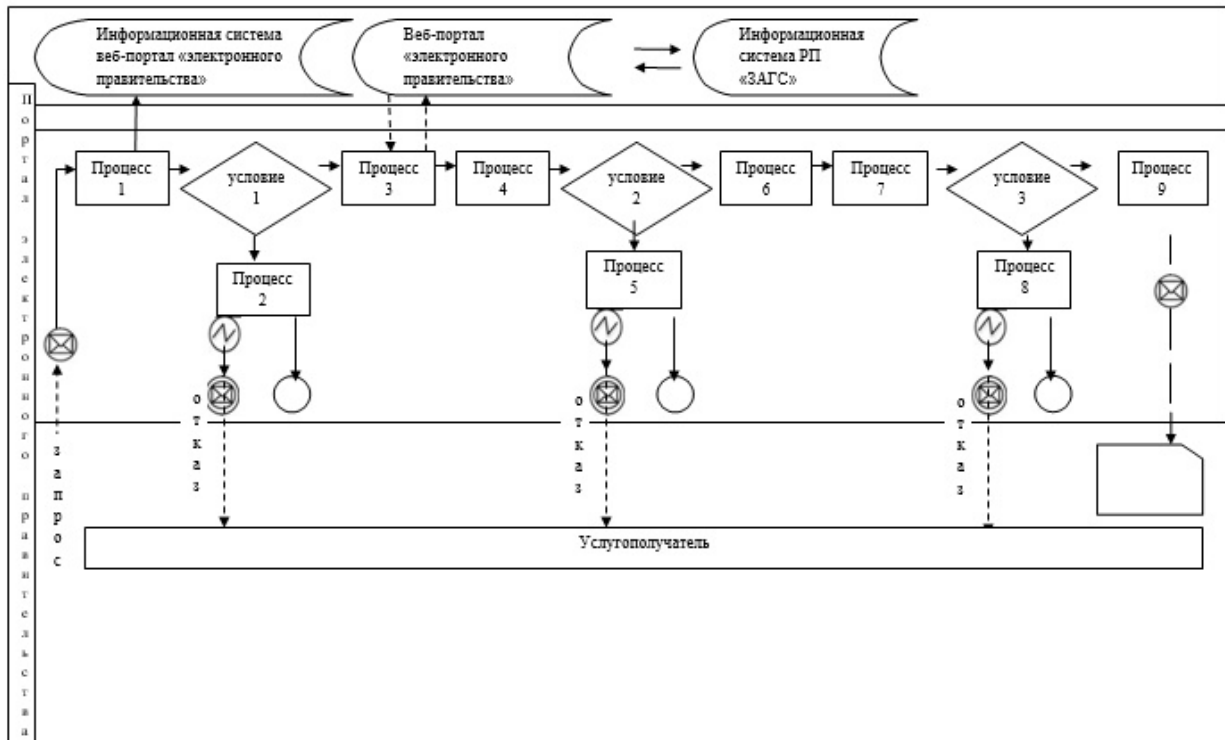 Информационная система
веб-портал «электронного
правительства»
Веб-портал
«электронного
правительства»
Информационная
система РП
«ЗАГС»
Портал электронного правительства
Процесс
1
условие
1
Процесс
3
Процесс
4
условие
2
Процесс
6
Процесс
7
условие
3
Процесс
9
Процесс
2
Процесс
5
Процесс
8
отказ
отказ
отказ
запрос
Услугополучатель